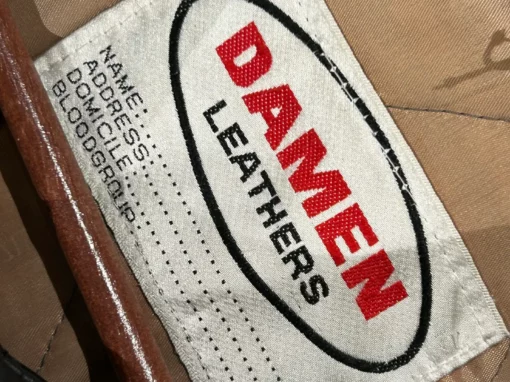 DAMEN
LEATHERS
NAME
ADDRESS
DOMICILE
BLOODGROUP